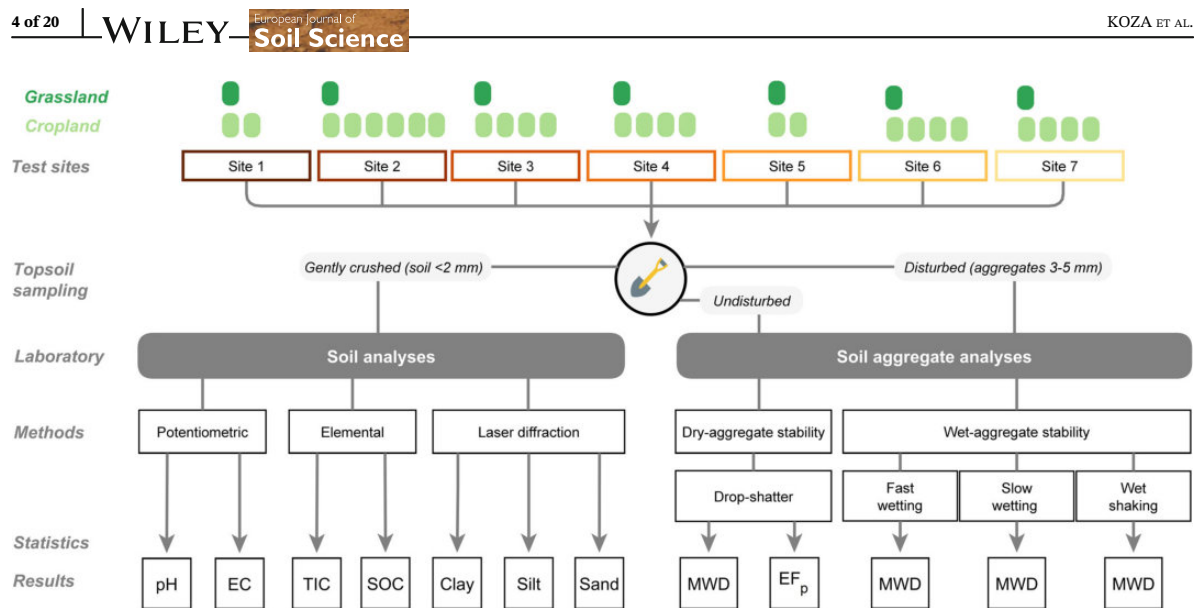 4 of 20
WILEY
European Journal of
Soil Science
KOZA ET AL.
Grassland
Cropland
Test sites
Site 1
Site 2
Site 3
Site 4
Site 5
Site 6
Site 7
Topsoil
sampling
Gently crushed (soil <2 mm)
Disturbed (aggregates 3-5 mm)
Undisturbed
Laboratory
Soil analyses
Soil aggregate analyses
Methods
Potentiometric
Elemental
Laser diffraction
Dry-aggregate stability
Wet-aggregate stability
Drop-shatter
Fast
wetting
Slow
wetting
Wet
shaking
Statistics
Results
pH
EC
TIC
SOC
Clay
Silt
Sand
MWD
EFp
MWD
MWD
MWD